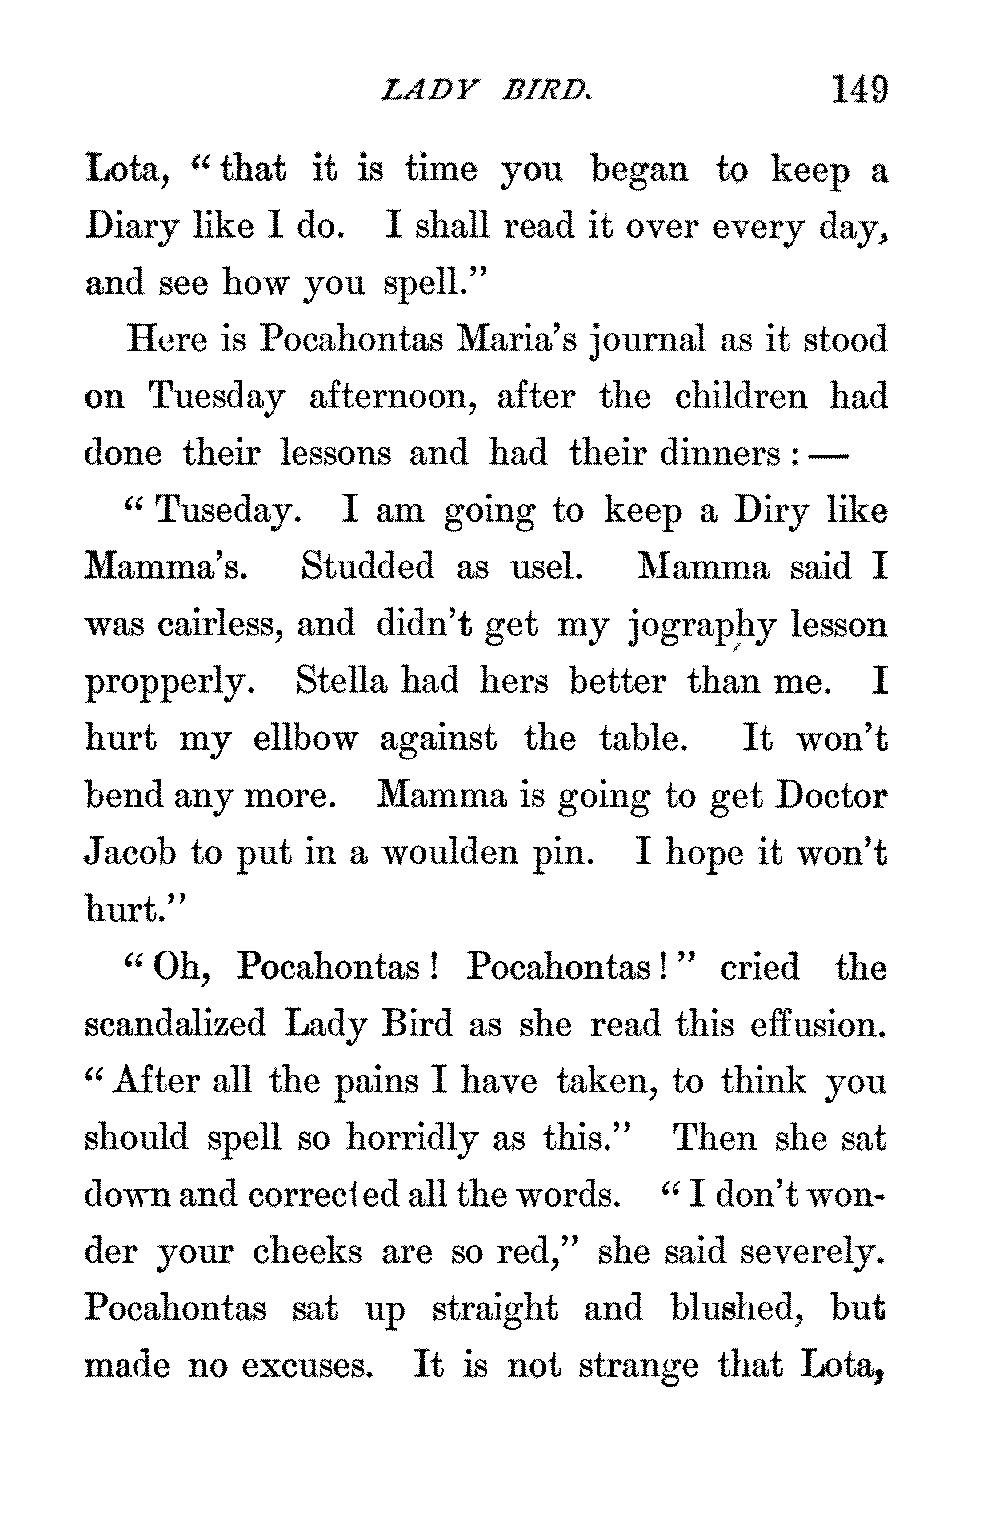 LADY BIRD. 149
Lota, "that it is time you began to keep a
Diary like I do. I shall read it over every day,
and see how you spell."
Here is Pocahontas Maria's journal as it stood
on Tuesday afternoon, after the children had
done their lessons and had their dinners:—
"Tuseday. I am going to keep a Diry like
Mamma's. Studded as usel. Mamma said I
was cairless, and didn't get my jography lesson
propperly. Stella had hers better than me. I
hurt my ellbow against the table. It won't
bend any more. Mamma is going to get Doctor
Jacob to put in a woulden pin. I hope it won't
hurt."
"Oh, Pocahontas! Pocahontas!" cried the
scandalized Lady Bird as she read this effusion.
"After all the pains I have taken, to think you
should spell so horridly as this." Then she sat
down and corrected all the words. "I don't won-
der your cheeks are so red," she said severely.
Pocahontas sat up straight and blushed, but
made no excuses. It is not strange that Lota,